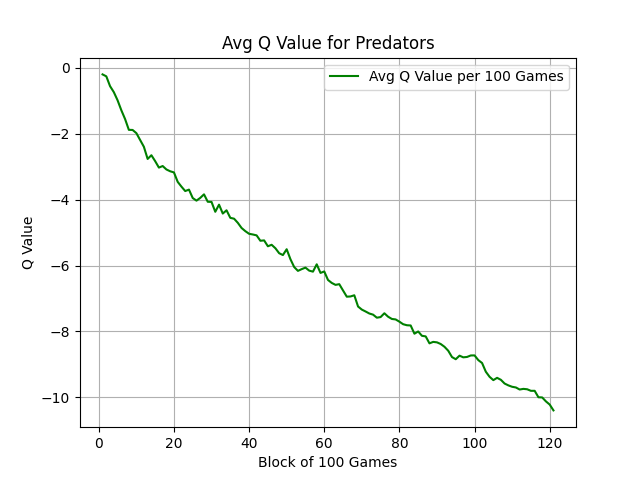 Avg Q Value for Predators
Avg Q Value per 100 Games
Q Value
0
−2
−4
−6
−8
−10
0 20 40 60 80 100 120
Block of 100 Games